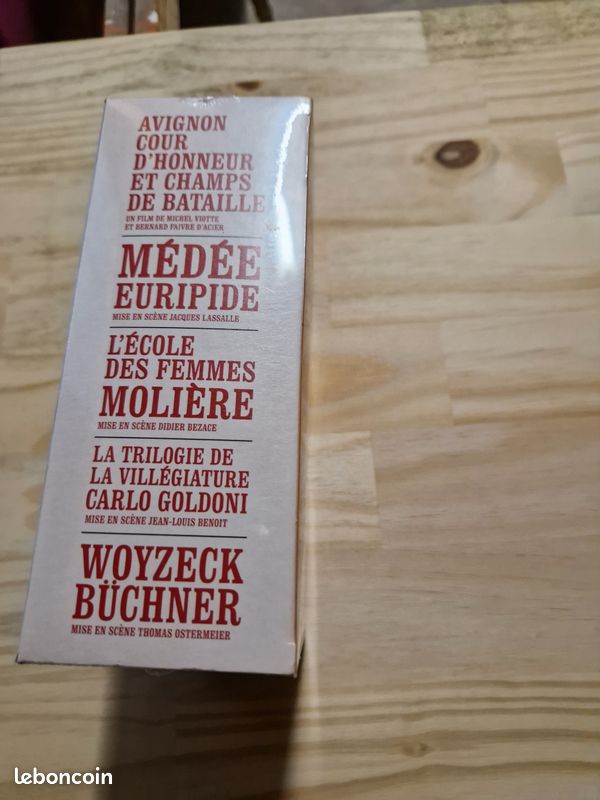 AVIGNON
COUR
D'HONNEUR
ET CHAMPS
DE BATAILLE
UN FILM DE MICHEL VIOTTE
ET BERNARD FAIVRE D'ACIER
MÉDÉE
EURIPIDE
MISE EN SCÈNE JACQUES LASSALLE
L'ÉCOLE
DES FEMMES
MOLIÈRE
MISE EN SCÈNE DIDIER BEZACE
LA TRILOGIE DE
LA VILLÉGIATURE
CARLO GOLDONI
MISE EN SCÈNE JEAN-LOUIS BENOIT
WOYZECK
BÜCHNER
MISE EN SCÈNE THOMAS OSTERMEIER
leboncoin